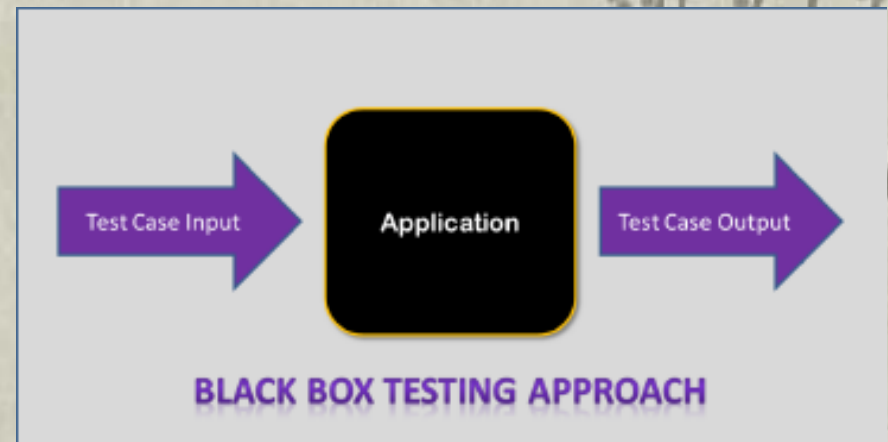 Test Case Input
Application
Test Case Output
BLACK BOX TESTING APPROACH